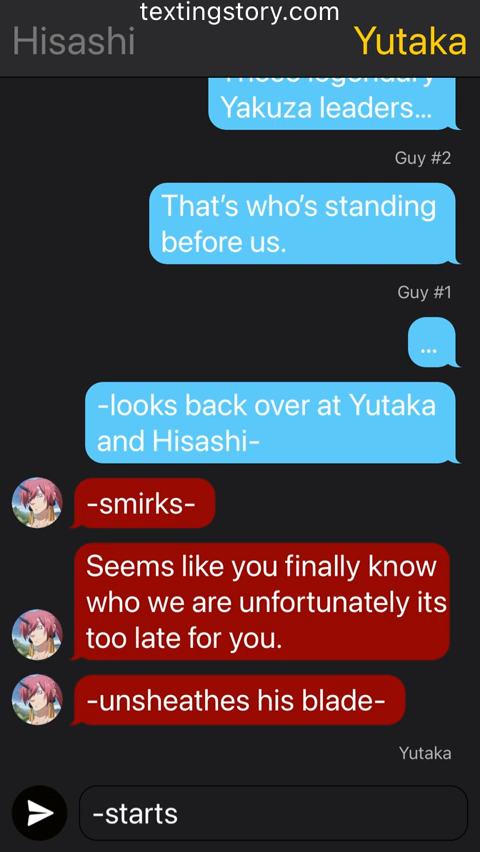 textingstory.com
Hisashi
Yutaka
Those legendary
Yakuza leaders...
Guy #2
That's who's standing
before us.
Guy #1
...
-looks back over at Yutaka
and Hisashi-
-smirks-
Seems like you finally know
who we are unfortunately its
too late for you.
-unsheathes his blade-
Yutaka
-starts